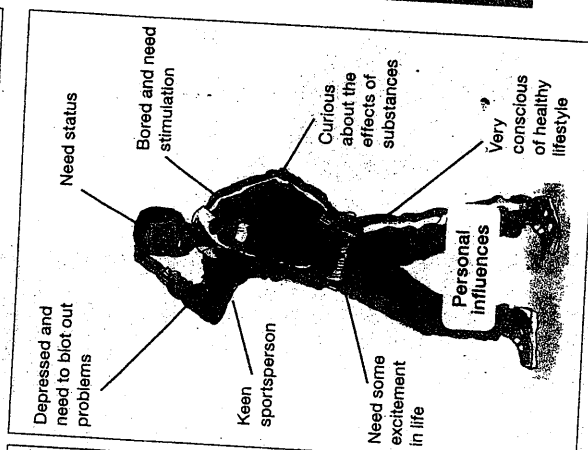 Depressed and
need to blot out
problems
Need status
Bored and need
stimulation
Curious
about the
effects of
substances
Very
conscious
of healthy
lifestyle
Keen
sportsperson
Need some
excitement
in life
Personal
influences